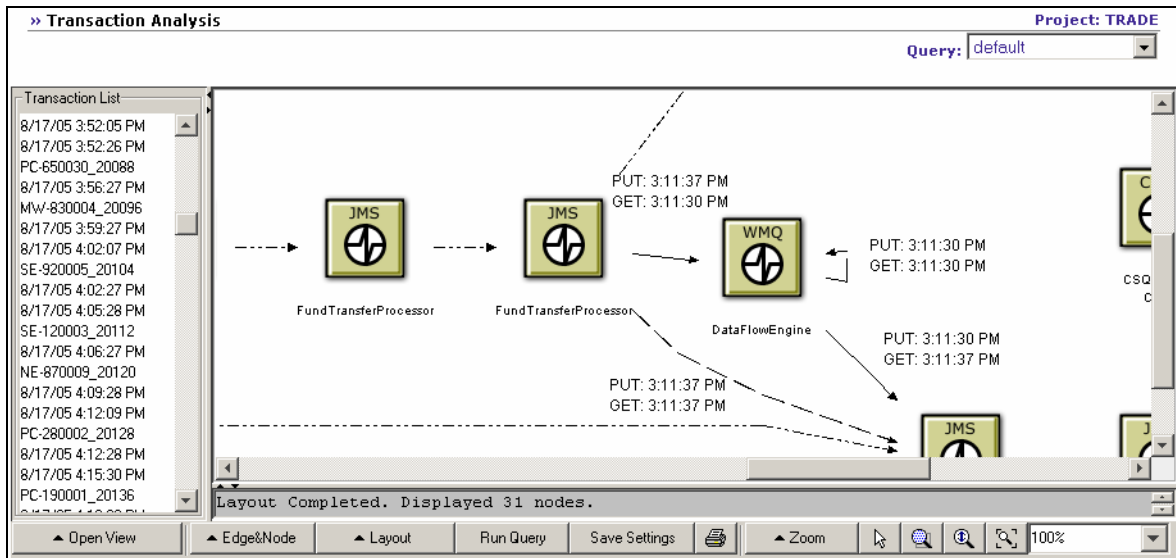 » Transaction Analysis
Project: TRADE
Query: default
Transaction List
8/17/05 3:52:05 PM
8/17/05 3:52:26 PM
PC-650030_20088
8/17/05 3:56:27 PM
MW-830004_20096
8/17/05 3:59:27 PM
8/17/05 4:02:07 PM
SE-920005_20104
8/17/05 4:02:27 PM
8/17/05 4:05:28 PM
SE-120003_20112
8/17/05 4:06:27 PM
NE-870009_20120
8/17/05 4:09:28 PM
8/17/05 4:12:09 PM
PC-280002_20128
8/17/05 4:12:28 PM
8/17/05 4:15:30 PM
PC-190001_20136
JMS
FundTransferProcessor
JMS
FundTransferProcessor
PUT: 3:11:37 PM
GET: 3:11:30 PM
WMQ
DataFlowEngine
PUT: 3:11:30 PM
GET: 3:11:30 PM
PUT: 3:11:30 PM
GET: 3:11:37 PM
PUT: 3:11:37 PM
GET: 3:11:37 PM
JMS
C
CSQ
C
J
Layout Completed. Displayed 31 nodes.
Open View
Edge&Node
Layout
Run Query
Save Settings
Zoom
100%